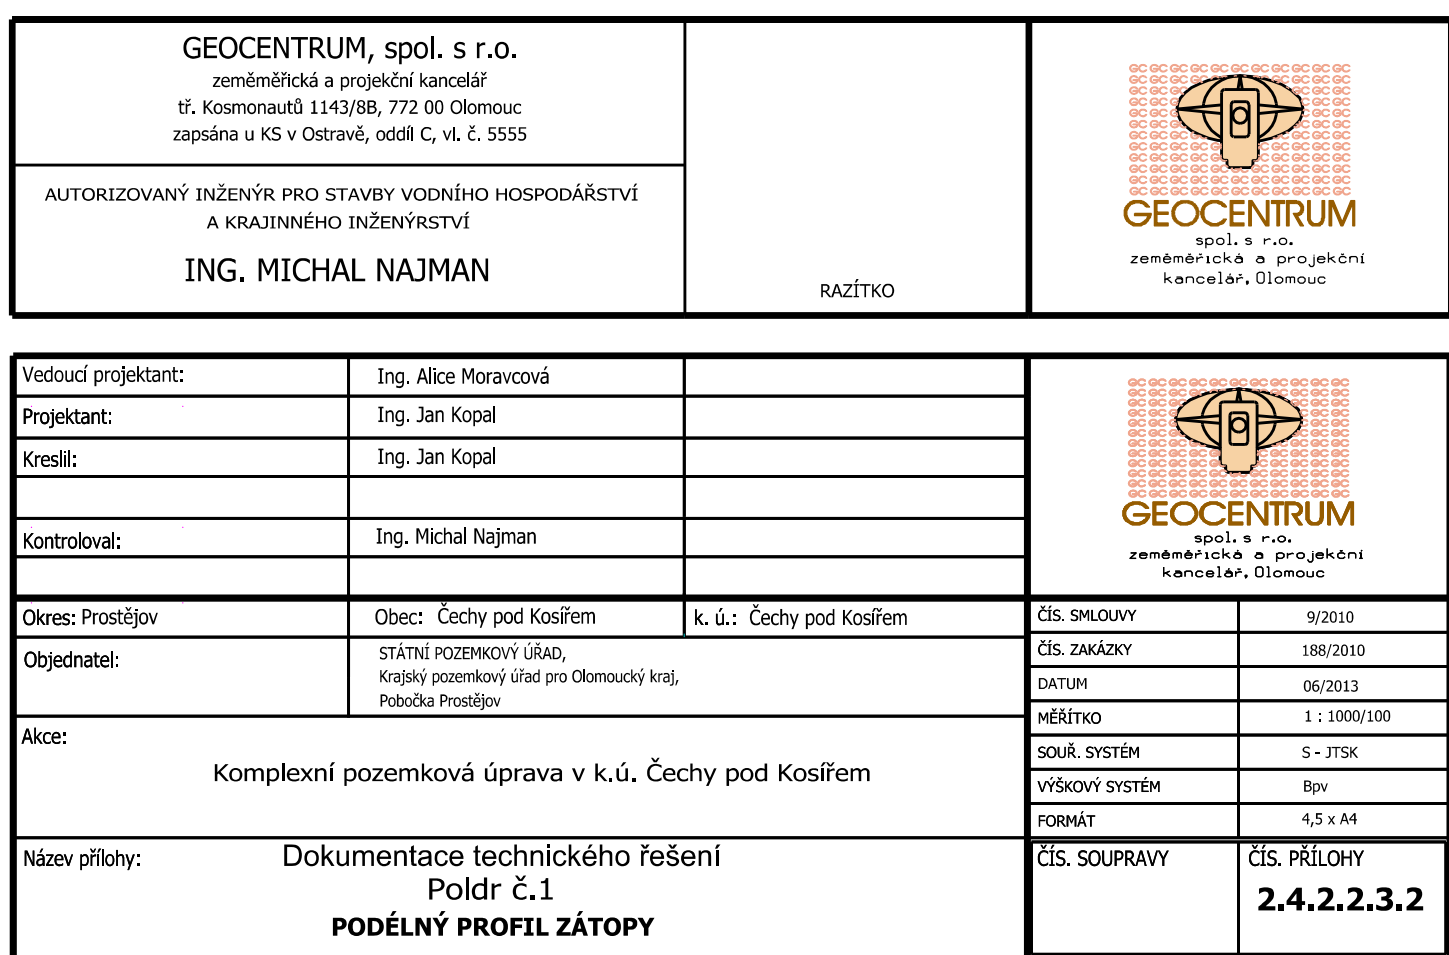 GEOCENTRUM, spol. s r.o.
zeměměřická a projekční kancelář
tř. Kosmonautů 1143/8B, 772 00 Olomouc
zapsána u KS v Ostravě, oddíl C, vl. č. 5555
AUTORIZOVANÝ INŽENÝR PRO STAVBY VODNÍHO HOSPODÁŘSTVÍ
A KRAJINNÉHO INŽENÝRSTVÍ
ING. MICHAL NAJMAN
RAZÍTKO
GEOCENTRUM
spol. s r.o.
zeměměřická a projekční
kancelář, Olomouc
Vedoucí projektant: Ing. Alice Moravcová
Projektant: Ing. Jan Kopal
Kreslil: Ing. Jan Kopal
Kontroloval: Ing. Michal Najman
GEOCENTRUM
spol. s r.o.
zeměměřická a projekční
kancelář, Olomouc
Okres: Prostějov Obec: Čechy pod Kosířem k. ú.: Čechy pod Kosířem
Objednatel: STÁTNÍ POZEMKOVÝ ÚŘAD,
Krajský pozemkový úřad pro Olomoucký kraj,
Pobočka Prostějov
Akce:
Komplexní pozemková úprava v k.ú. Čechy pod Kosířem
ČÍS. SMLOUVY 9/2010
ČÍS. ZAKÁZKY 188/2010
DATUM 06/2013
MĚŘÍTKO 1 : 1000/100
SOUŘ. SYSTÉM S - JTSK
VÝŠKOVÝ SYSTÉM Bpv
FORMÁT 4,5 x A4
Název přílohy: Dokumentace technického řešení
Poldr č.1
PODÉLNÝ PROFIL ZÁTOPY
ČÍS. SOUPRAVY ČÍS. PŘÍLOHY
2.4.2.2.3.2